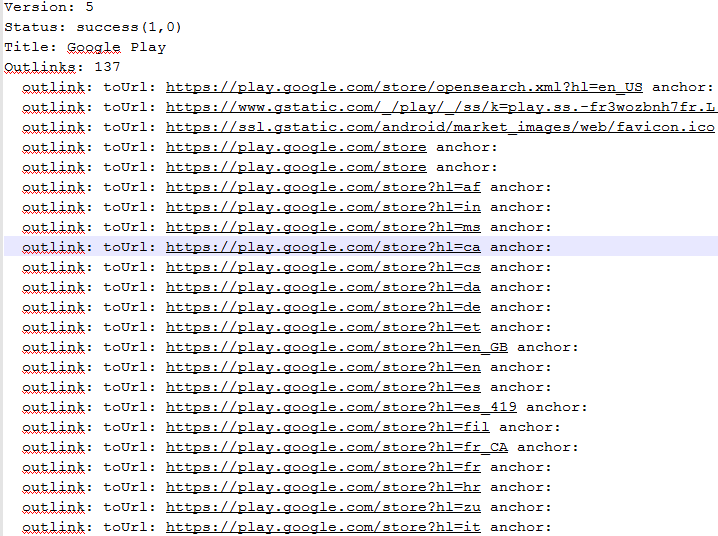 Version: 5
Status: success(1,0)
Title: Google Play
Outlinks: 137
outlink: toUrl: https://play.google.com/store/opensearch.xml?hl=en_US anchor:
outlink: toUrl: https://www.gstatic.com/_/play/_/ss/k=play.ss.-fr3wozbnh7fr.L
outlink: toUrl: https://ssl.gstatic.com/android/market_images/web/favicon.ico
outlink: toUrl: https://play.google.com/store anchor:
outlink: toUrl: https://play.google.com/store anchor:
outlink: toUrl: https://play.google.com/store?hl=af anchor:
outlink: toUrl: https://play.google.com/store?hl=in anchor:
outlink: toUrl: https://play.google.com/store?hl=ms anchor:
outlink: toUrl: https://play.google.com/store?hl=ca anchor:
outlink: toUrl: https://play.google.com/store?hl=cs anchor:
outlink: toUrl: https://play.google.com/store?hl=da anchor:
outlink: toUrl: https://play.google.com/store?hl=de anchor:
outlink: toUrl: https://play.google.com/store?hl=et anchor:
outlink: toUrl: https://play.google.com/store?hl=en_GB anchor:
outlink: toUrl: https://play.google.com/store?hl=en anchor:
outlink: toUrl: https://play.google.com/store?hl=es anchor:
outlink: toUrl: https://play.google.com/store?hl=es_419 anchor:
outlink: toUrl: https://play.google.com/store?hl=fil anchor:
outlink: toUrl: https://play.google.com/store?hl=fr_CA anchor:
outlink: toUrl: https://play.google.com/store?hl=fr anchor:
outlink: toUrl: https://play.google.com/store?hl=hr anchor:
outlink: toUrl: https://play.google.com/store?hl=zu anchor:
outlink: toUrl: https://play.google.com/store?hl=it anchor: